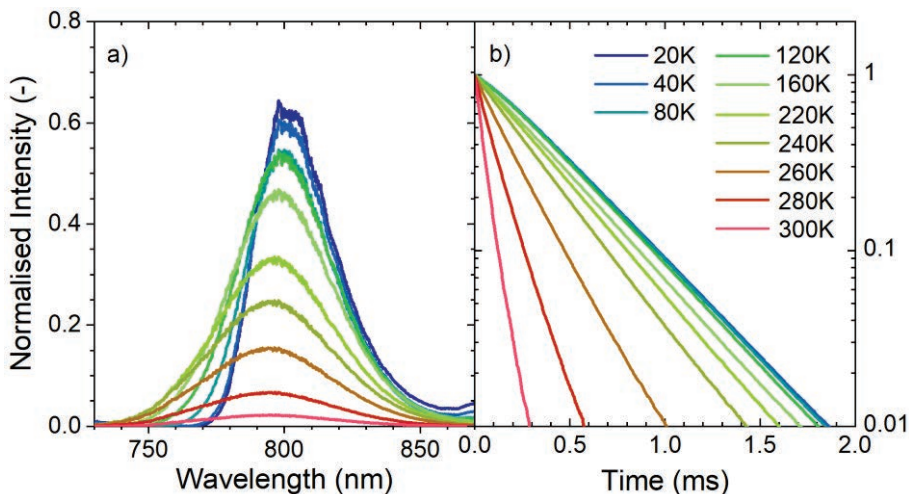 a)
Normalised Intensity (-)
0.8
0.6
0.4
0.2
0.0
750
800
850
Wavelength (nm)
b)
20K
40K
80K
120K
160K
220K
240K
260K
280K
300K
1
0.1
0.01
0.0
0.5
1.0
1.5
2.0
Time (ms)